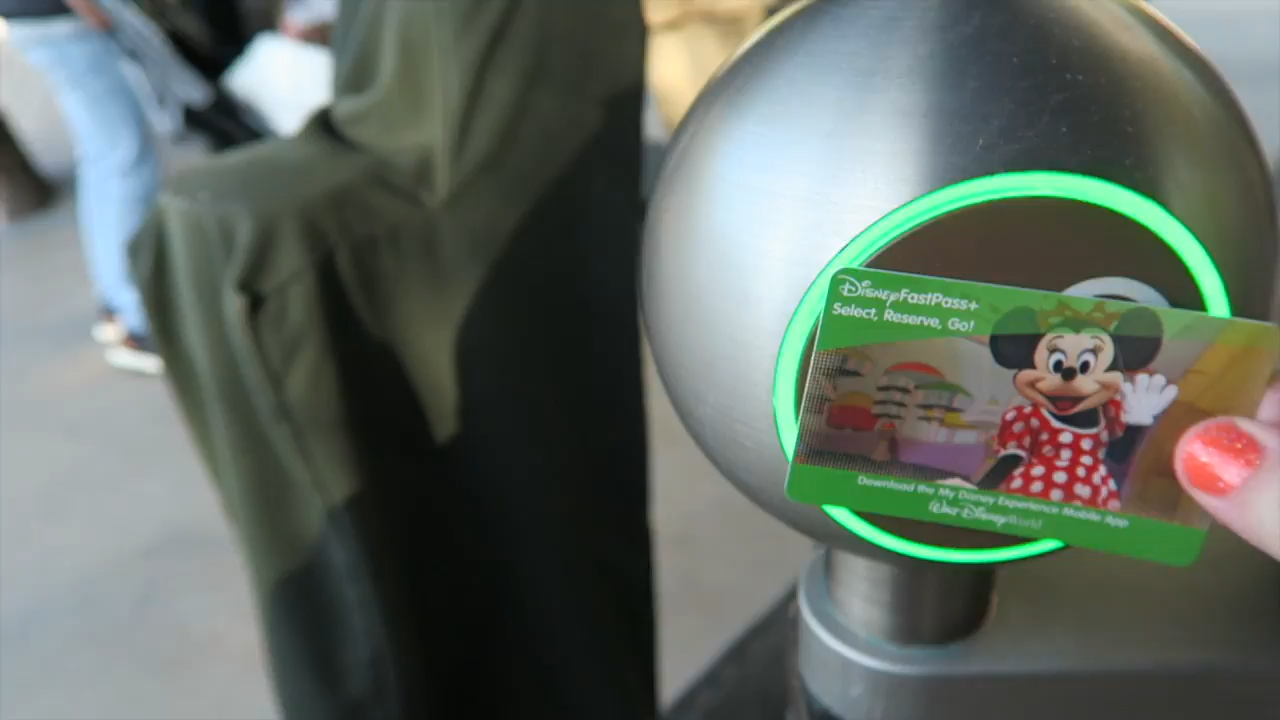 Disney FastPass+
Select, Reserve, Go!
Download the My Disney Experience Mobile App
Walt Disney World